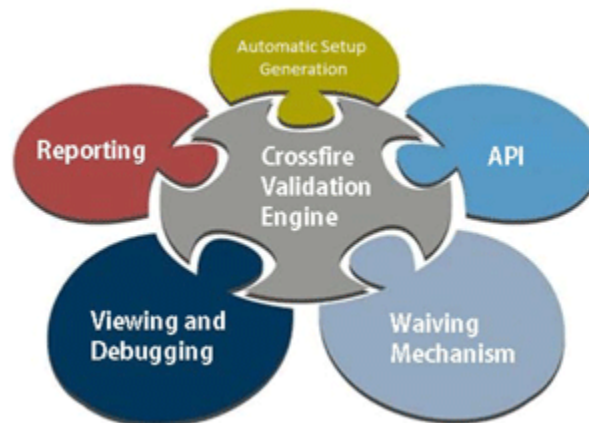 Automatic Setup
Generation
Reporting
Crossfire
Validation
Engine
API
Viewing and
Debugging
Waiving
Mechanism